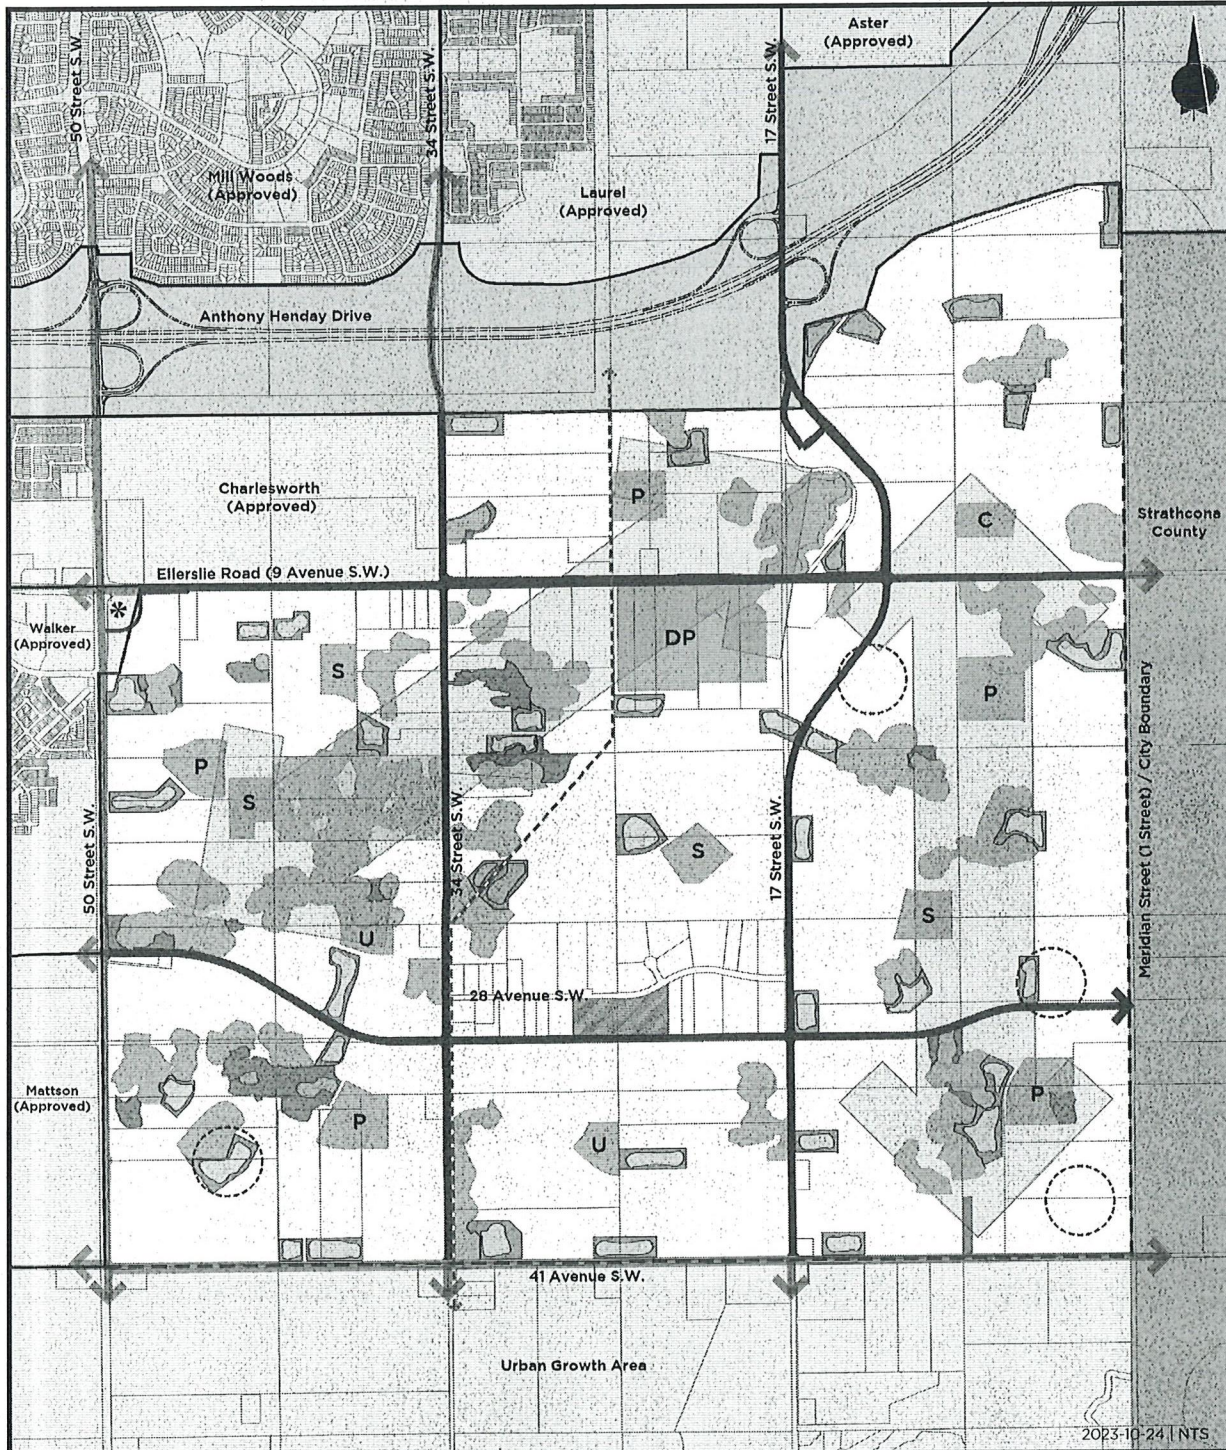 Aster
(Approved)
50 Street S.W.
34 Street S.W.
17 Street S.W.
Mill Woods
(Approved)
Laurel
(Approved)
Anthony Henday Drive
Charlesworth
(Approved)
P
C
Strathcona
County
Ellerslie Road (9 Avenue S.W.)
*
Walker
(Approved)
DP
S
P
P
S
S
S
U
50 Street S.W.
34 Street S.W.
17 Street S.W.
Meridian Street (1 Street) / City Boundary
28 Avenue S.W.
Mattson
(Approved)
P
P
U
41 Avenue S.W.
Urban Growth Area
2023-10-24 | NTS